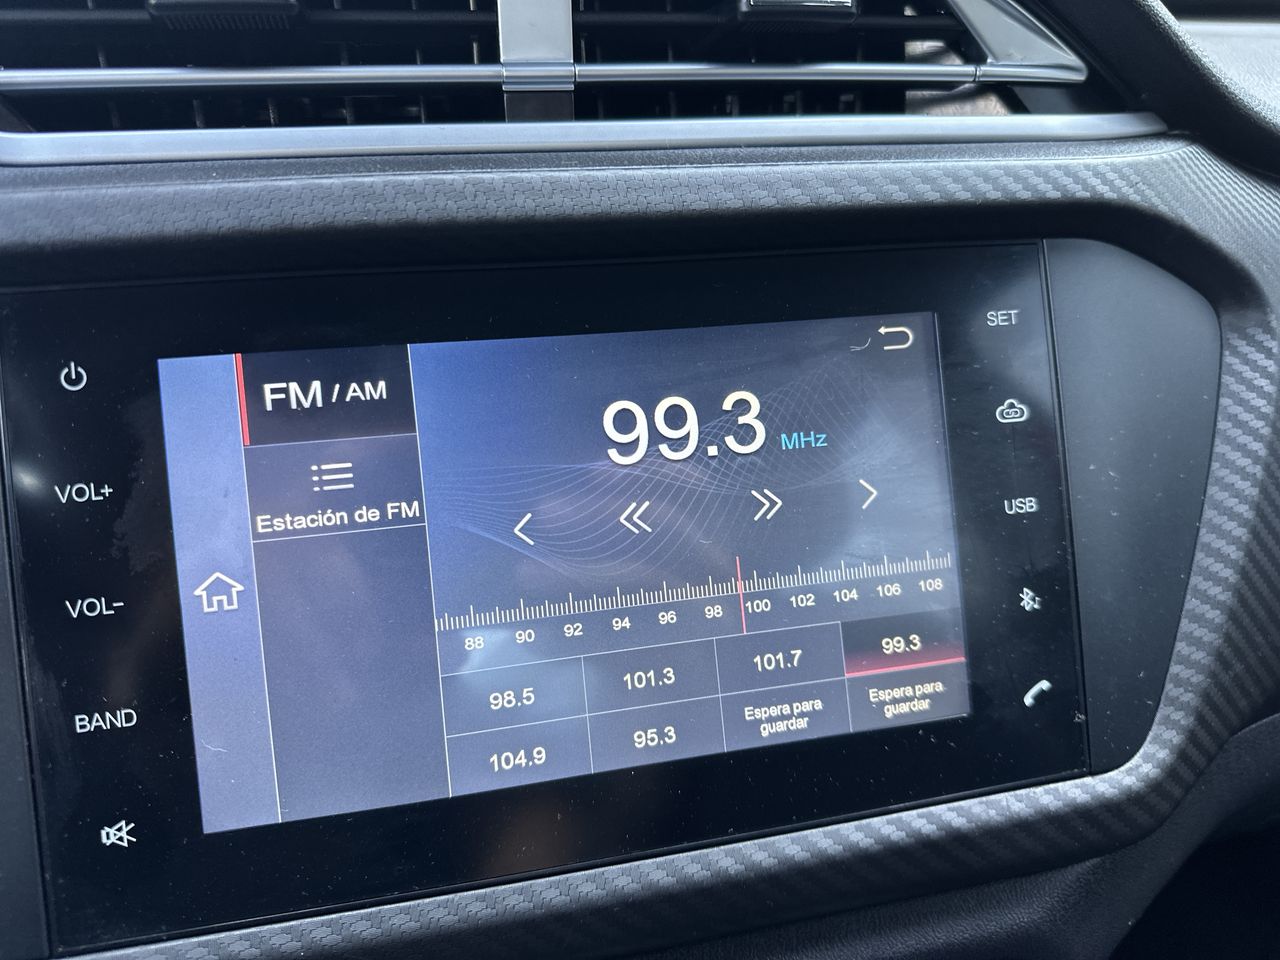 SET
FM / AM
99.3 MHz
VOL+
Estación de FM
USB
VOL-
88 90 92 94 96 98 100 102 104 106 108
98.5 101.3 101.7 99.3
BAND
104.9 95.3
Espera para
guardar
Espera para
guardar